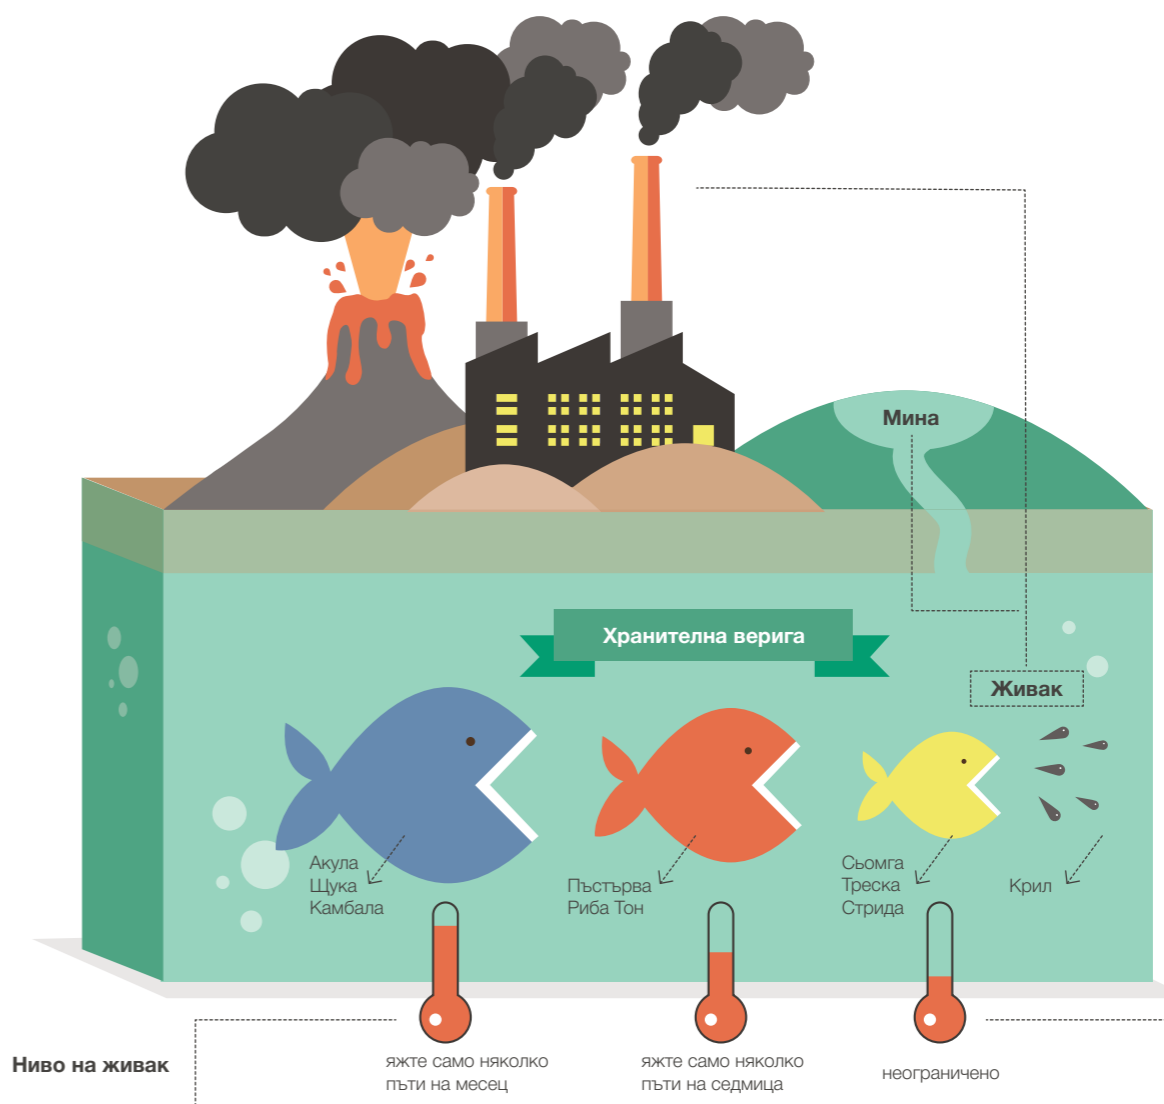 Мина
Хранителна верига
Живак
Акула
Щука
Камбала
Пъстърва
Риба Тон
Сьомга
Треска
Стрида
Крил
Ниво на живак
яжте само няколко
пъти на месец
яжте само няколко
пъти на седмица
неограничено